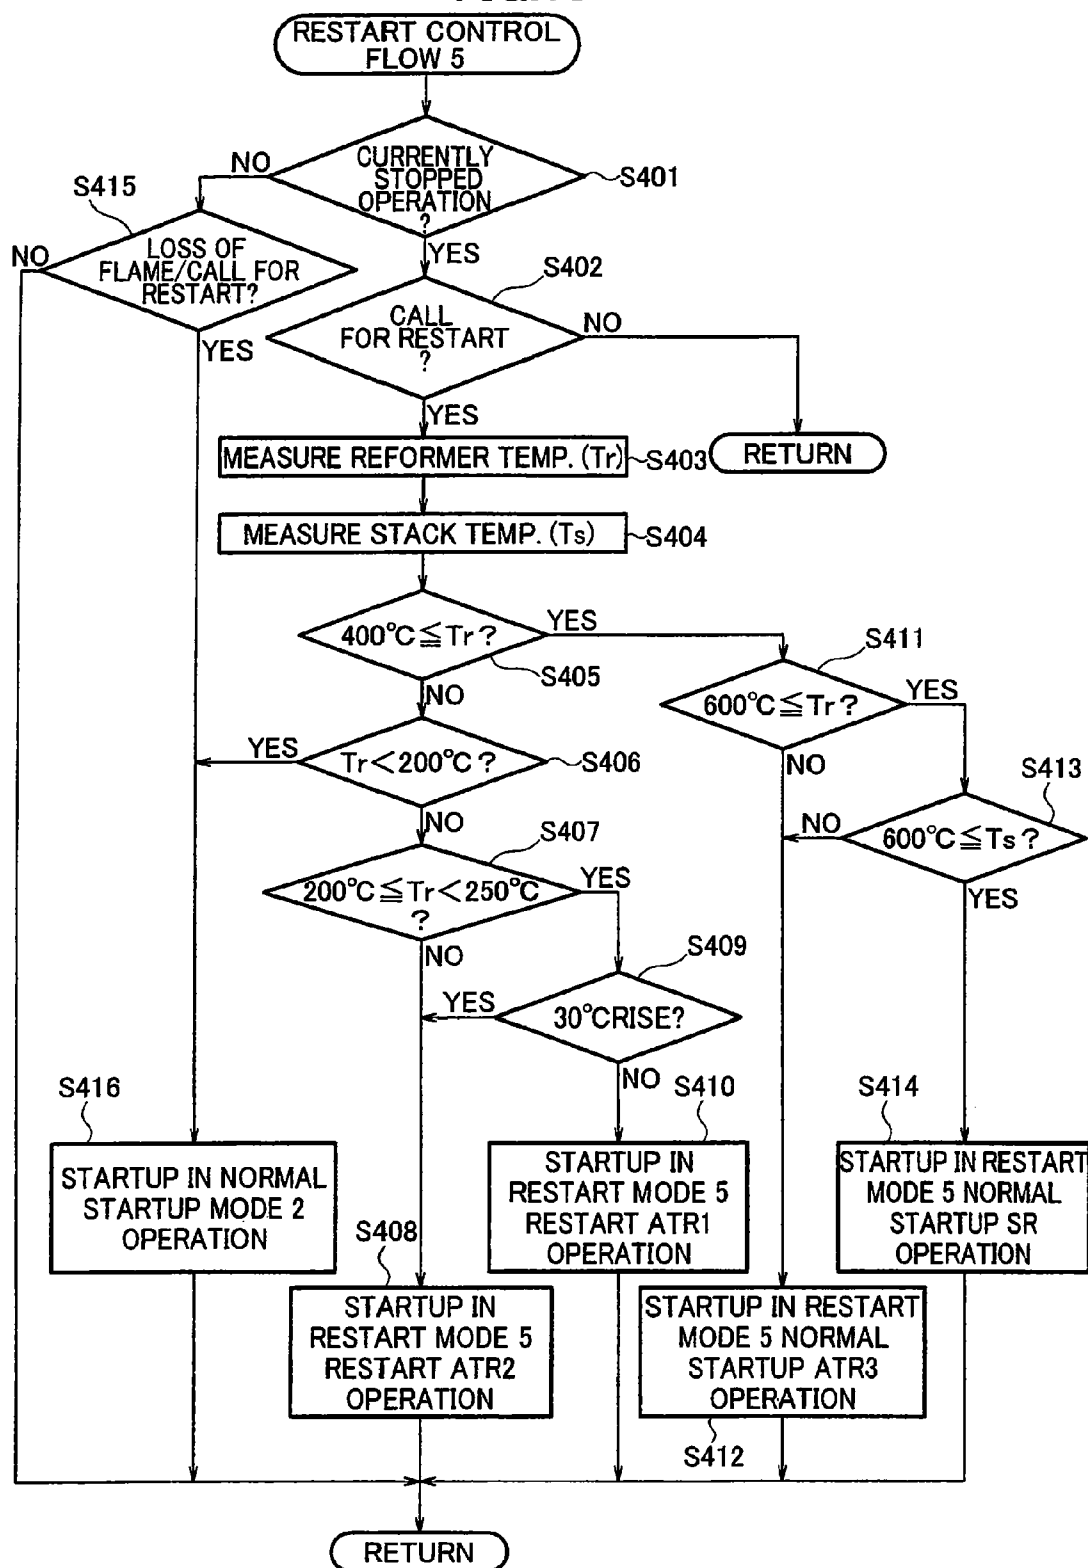 RESTART CONTROL
FLOW 5
CURRENTLY
STOPPED
OPERATION
?
S401
NO
YES
S415
LOSS OF
FLAME/CALL FOR
RESTART?
NO
YES
S402
CALL
FOR RESTART
?
NO
YES
RETURN
MEASURE REFORMER TEMP. (Tr)
S403
MEASURE STACK TEMP. (Ts)
S404
400°C≦Tr?
YES
S405
NO
S411
600°C≦Tr?
YES
NO
YES
Tr<200°C?
S406
NO
S413
NO
600°C≦Ts?
YES
S407
200°C≦Tr<250°C
?
YES
NO
S409
YES
30°CRISE?
NO
S416
STARTUP IN NORMAL
STARTUP MODE 2
OPERATION
S408
STARTUP IN
RESTART MODE 5
RESTART ATR2
OPERATION
S410
STARTUP IN
RESTART MODE 5
RESTART ATR1
OPERATION
STARTUP IN RESTART
MODE 5 NORMAL
STARTUP ATR3
OPERATION
S412
S414
STARTUP IN RESTART
MODE 5 NORMAL
STARTUP SR
OPERATION
RETURN